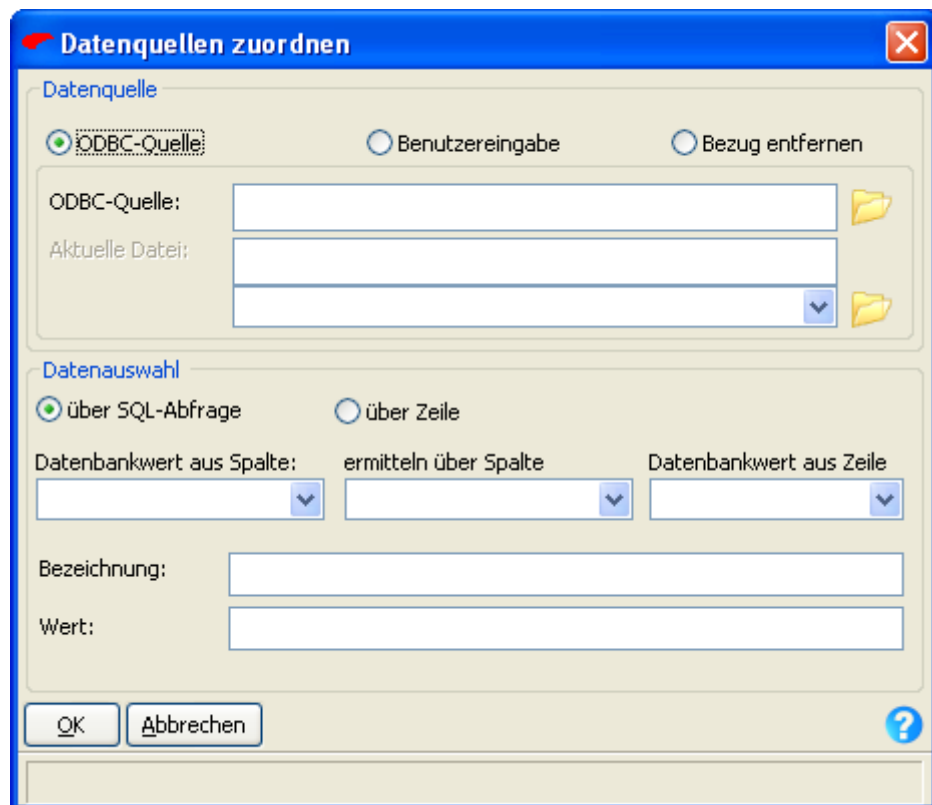 Datenquellen zuordnen
Datenquelle
ODBC-Quelle Benutzereingabe Bezug entfernen
ODBC-Quelle:
Aktuelle Datei:
Datenauswahl
über SQL-Abfrage über Zeile
Datenbankwert aus Spalte: ermitteln über Spalte Datenbankwert aus Zeile
Bezeichnung:
Wert:
OK Abbrechen ?